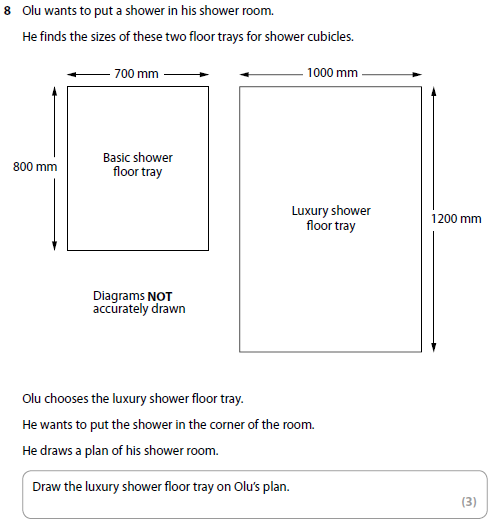 8 Olu wants to put a shower in his shower room.
He finds the sizes of these two floor trays for shower cubicles.
700 mm
1000 mm
800 mm
Basic shower
floor tray
Luxury shower
floor tray
1200 mm
Diagrams NOT
accurately drawn
Olu chooses the luxury shower floor tray.
He wants to put the shower in the corner of the room.
He draws a plan of his shower room.
Draw the luxury shower floor tray on Olu's plan.
(3)